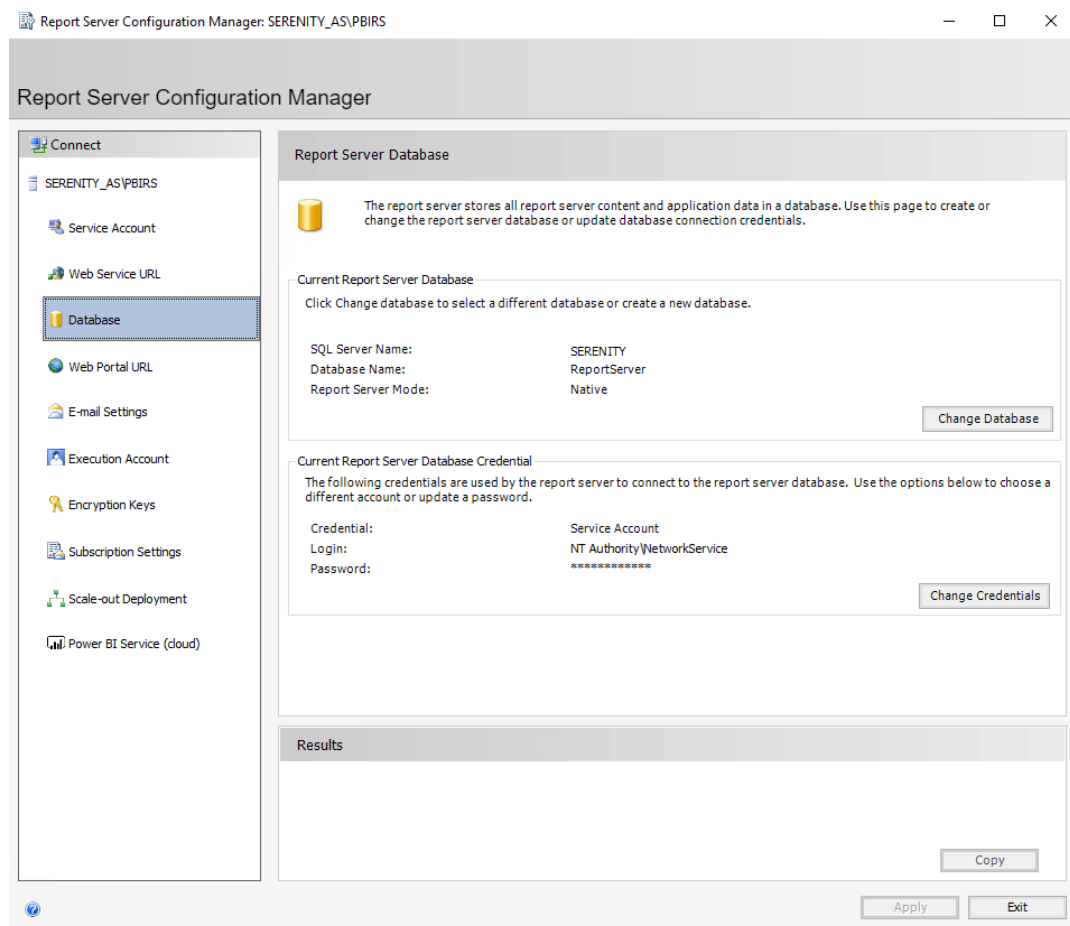 Report Server Configuration Manager: SERENITY_AS\PBIRS
Report Server Configuration Manager
Connect
SERENITY_AS\PBIRS
Service Account
Web Service URL
Database
Web Portal URL
E-mail Settings
Execution Account
Encryption Keys
Subscription Settings
Scale-out Deployment
Power BI Service (cloud)
Report Server Database
The report server stores all report server content and application data in a database. Use this page to create or
change the report server database or update database connection credentials.
Current Report Server Database
Click Change database to select a different database or create a new database.
SQL Server Name: SERENITY
Database Name: ReportServer
Report Server Mode: Native
Change Database
Current Report Server Database Credential
The following credentials are used by the report server to connect to the report server database. Use the options below to choose a
different account or update a password.
Credential: Service Account
Login: NT Authority\NetworkService
Password: ************
Change Credentials
Results
Copy
Apply
Exit